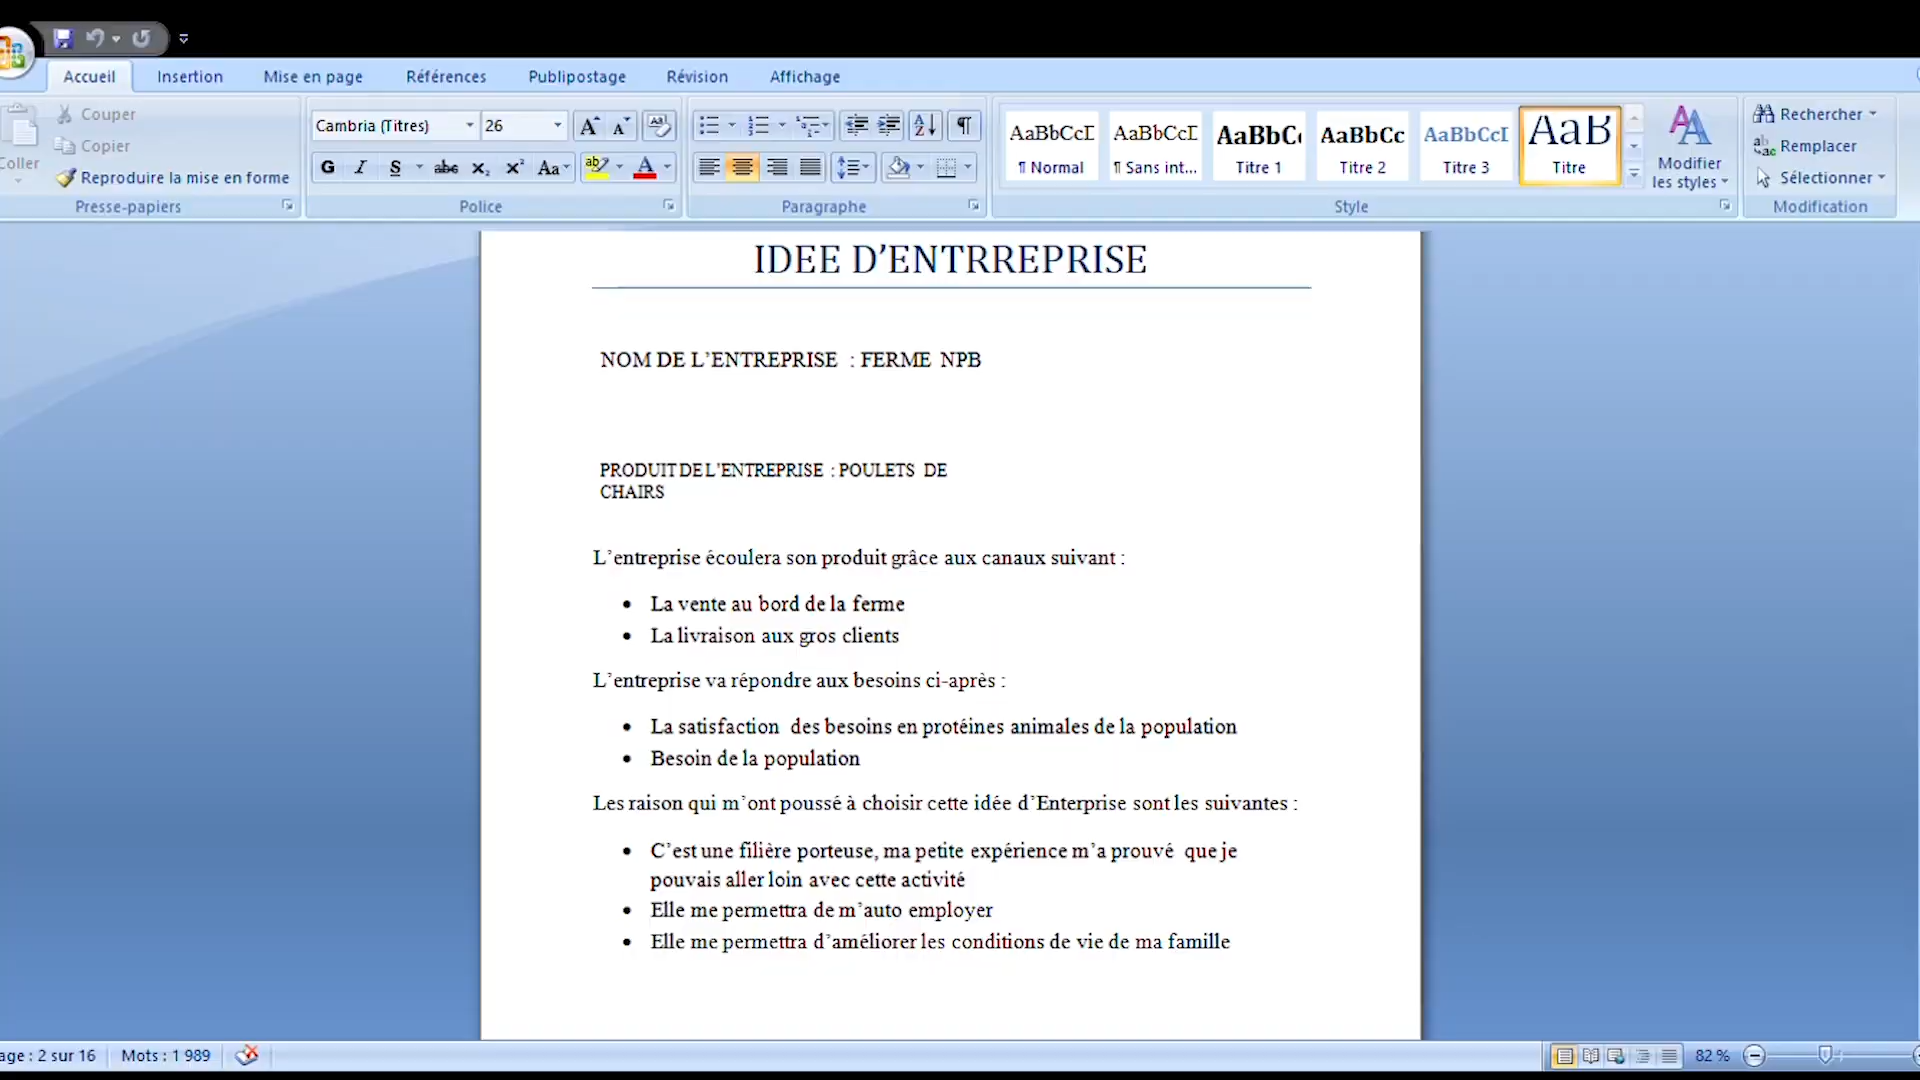 Accueil Insertion Mise en page Références Publipostage Révision Affichage
Couper
Copier
Coller
Reproduire la mise en forme
Presse-papiers
Cambria (Titres) 26
G I S abc x₂ x² Aa
Police
Paragraphe
AaBbCcI AaBbCcI AaBbC AaBbCc AaBbCcI AaB
¶ Normal ¶ Sans int... Titre 1 Titre 2 Titre 3 Titre
Modifier
les styles
Style
Rechercher
Remplacer
Sélectionner
Modification
IDEE D’ENTRREPRISE
NOM DE L’ENTREPRISE : FERME NPB
PRODUIT DE L’ENTREPRISE : POULETS DE
CHAIRS
L’entreprise écoulera son produit grâce aux canaux suivant :
• La vente au bord de la ferme
• La livraison aux gros clients
L’entreprise va répondre aux besoins ci-après :
• La satisfaction des besoins en protéines animales de la population
• Besoin de la population
Les raison qui m’ont poussé à choisir cette idée d’Enterprise sont les suivantes :
• C’est une filière porteuse, ma petite expérience m’a prouvé que je
pouvais aller loin avec cette activité
• Elle me permettra de m’auto employer
• Elle me permettra d’améliorer les conditions de vie de ma famille
age : 2 sur 16 Mots : 1 989 82 %